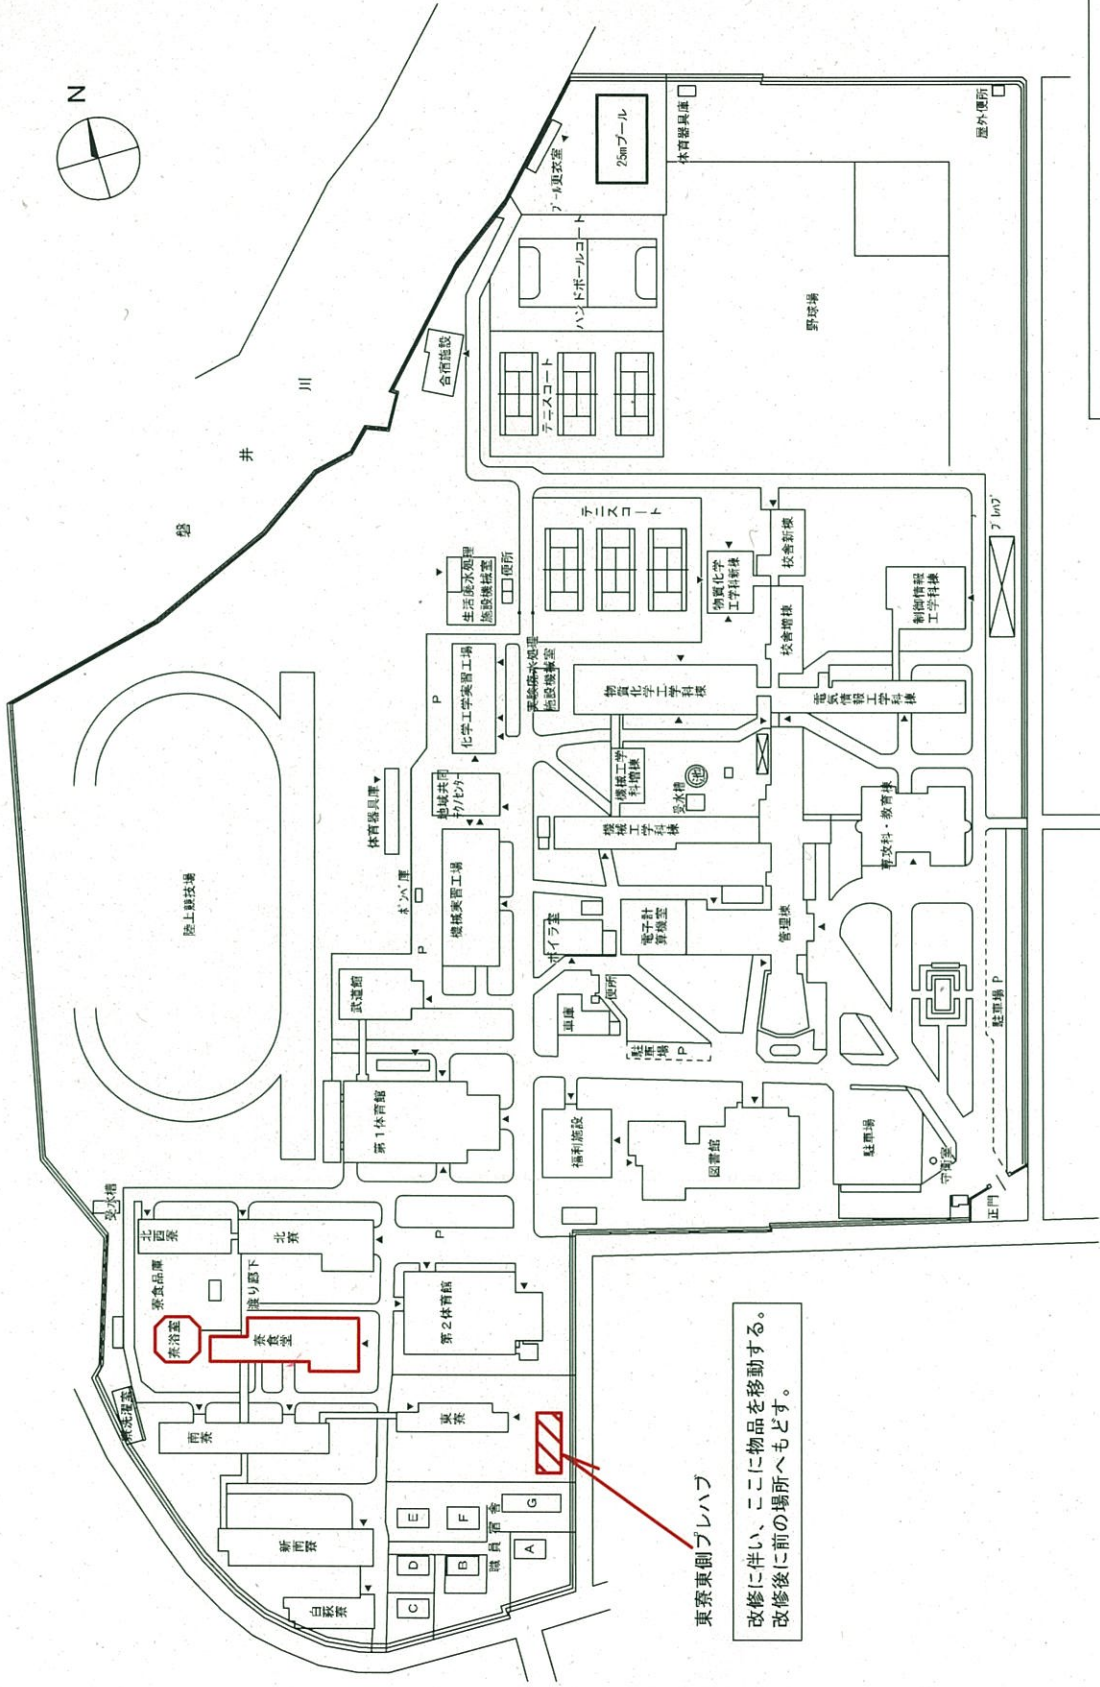 N
磐
井
川
25mプール
プール更衣室
体育器具庫
屋外便所
ハンドボールコート
野球場
合宿施設
テニスコート
テニスコート
生活廃水処理
施設機械室
便所
物質化学
工学科新棟
校舎新棟
校舎増棟
制御情報
工学科棟
プレハブ
化学工学実習工場
実験廃水処理
施設機械室
物質化学工学科棟
電気情報工学科棟
P
陸上競技場
体育器具庫
地域共同
テクノセンター
機械工学
科増棟
受水槽
池
機械工学科棟
専攻科・教育棟
ボンベ庫
機械実習工場
P
ボイラ室
電子計
算機室
管理棟
武道館
車庫
便所
駐車場
P
駐車場 P
第1体育館
福利施設
図書館
駐車場
守衛室
正門
受水槽
北西寮
北寮
P
寮食品庫
渡り廊下
寮浴室
寮食堂
第2体育館
寮洗濯室
南寮
東寮
新南寮
白萩寮
職員宿舎
A
B
C
D
E
F
G
東寮東側プレハブ
改修に伴い、ここに物品を移動する。
改修後に前の場所へもどす。